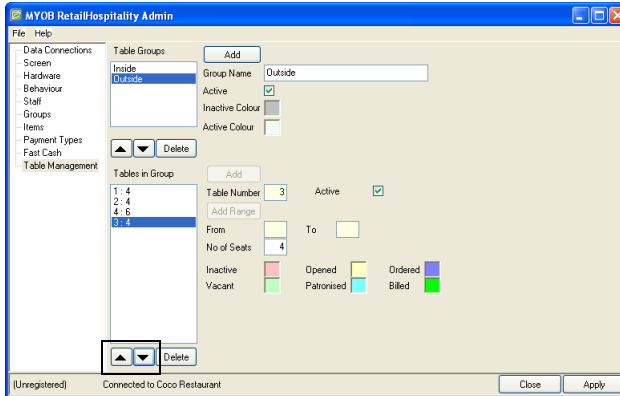 MYOB RetailHospitality Admin
File Help
Data Connections
Screen
Hardware
Behaviour
Staff
Groups
Items
Payment Types
Fast Cash
Table Management
Table Groups
Inside
Outside
Delete
Add
Group Name Outside
Active
Inactive Colour
Active Colour
Tables in Group
1 : 4
2 : 4
4 : 6
3 : 4
Delete
Add
Table Number 3 Active
Add Range
From To
No of Seats 4
Inactive Opened Ordered
Vacant Patronised Billed
(Unregistered) Connected to Coco Restaurant Close Apply